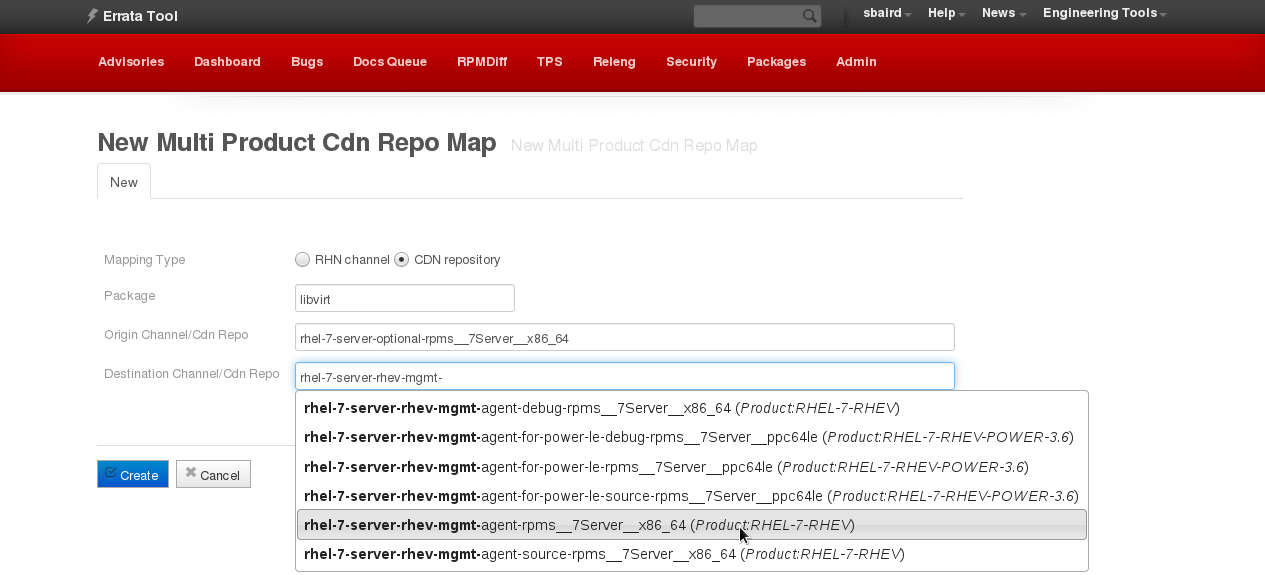 Errata Tool
sbaird Help News Engineering Tools
Advisories Dashboard Bugs Docs Queue RPMDiff TPS Releng Security Packages Admin
New Multi Product Cdn Repo Map New Multi Product Cdn Repo Map
New
Mapping Type RHN channel CDN repository
Package libvirt
Origin Channel/Cdn Repo rhel-7-server-optional-rpms__7Server__x86_64
Destination Channel/Cdn Repo rhel-7-server-rhev-mgmt-
rhel-7-server-rhev-mgmt-agent-debug-rpms__7Server__x86_64 (Product:RHEL-7-RHEV)
rhel-7-server-rhev-mgmt-agent-for-power-le-debug-rpms__7Server__ppc64le (Product:RHEL-7-RHEV-POWER-3.6)
rhel-7-server-rhev-mgmt-agent-for-power-le-rpms__7Server__ppc64le (Product:RHEL-7-RHEV-POWER-3.6)
rhel-7-server-rhev-mgmt-agent-for-power-le-source-rpms__7Server__ppc64le (Product:RHEL-7-RHEV-POWER-3.6)
rhel-7-server-rhev-mgmt-agent-rpms__7Server__x86_64 (Product:RHEL-7-RHEV)
rhel-7-server-rhev-mgmt-agent-source-rpms__7Server__x86_64 (Product:RHEL-7-RHEV)
Create Cancel